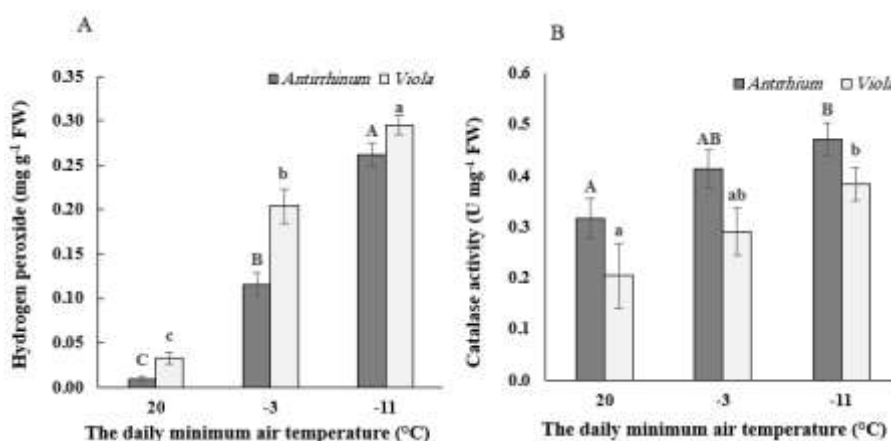 A
Hydrogen peroxide (mg g-1 FW)
0.35
0.30
0.25
0.20
0.15
0.10
0.05
0.00
Antirrhinum Viola
C c
B b
A a
20 -3 -11
The daily minimum air temperature (°C)
B
Catalase activity (U mg-1 FW)
0.6
0.5
0.4
0.3
0.2
0.1
0.0
Antrrhium Viola
A a
AB ab
B b
20 -3 -11
The daily minimum air temperature (°C)